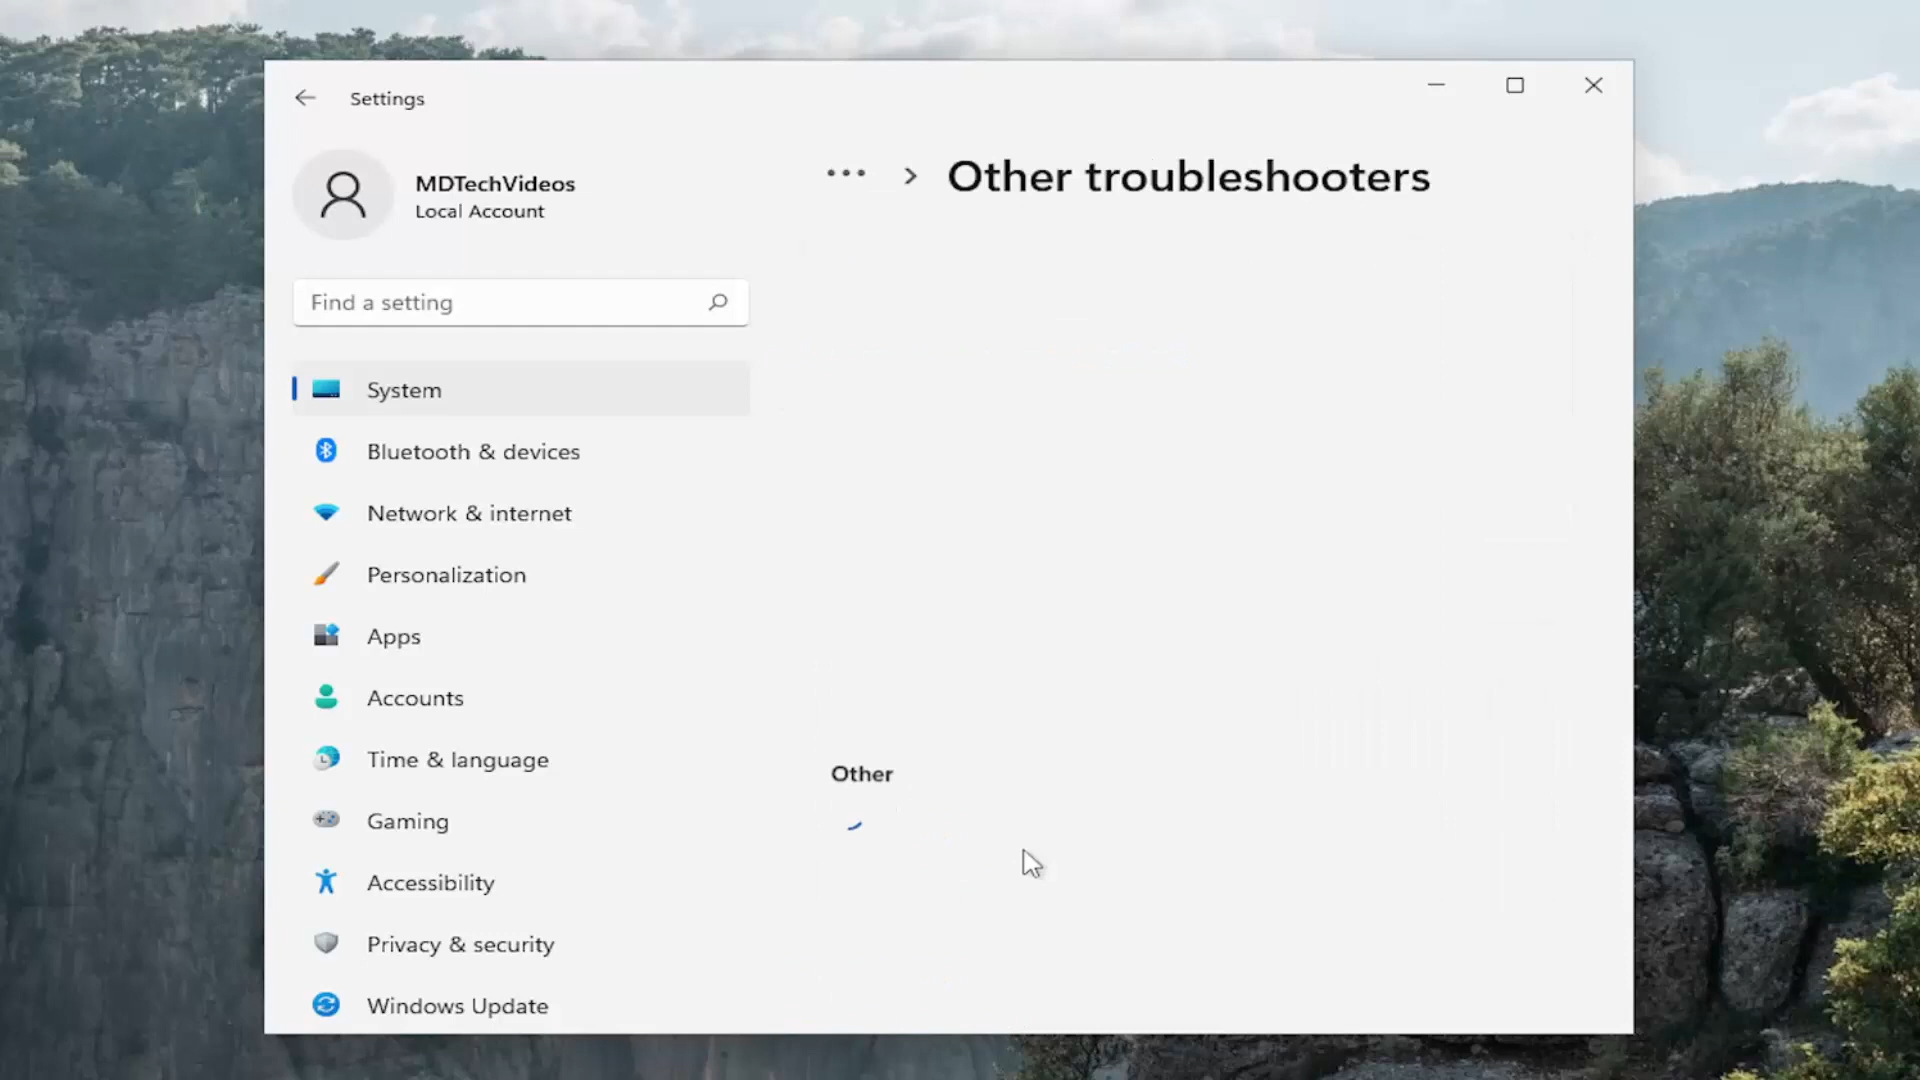 Settings
MDTechVideos
Local Account
Find a setting
System
Bluetooth & devices
Network & internet
Personalization
Apps
Accounts
Time & language
Gaming
Accessibility
Privacy & security
Windows Update
... > Other troubleshooters
Other